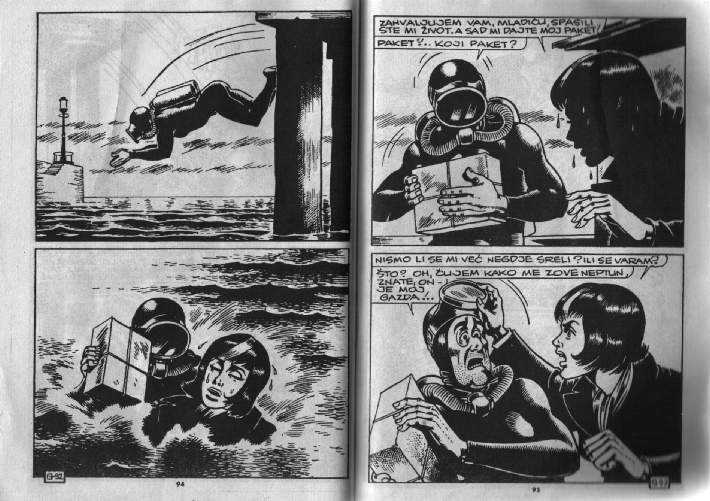 G-92
94
ZAHVALJUJEM VAM, MLADIĆU, SPASILI
STE MI ŽIVOT. A SAD MI DAJTE MOJ PAKET!
PAKET?.. KOJI PAKET?
NISMO LI SE MI VEĆ NEGDJE SRELI? ILI SE VARAM?
ŠTO? OH, ČUJEM KAKO ME ZOVE NEPTUN,
ZNATE, ON
JE MOJ
GAZDA...
95